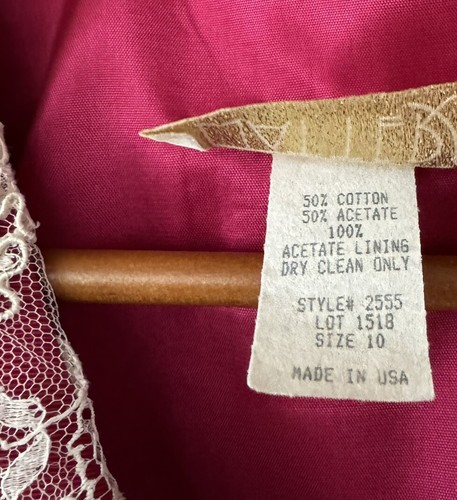 50% COTTON
50% ACETATE
100%
ACETATE LINING
DRY CLEAN ONLY
STYLE# 2555
LOT 1518
SIZE 10
MADE IN USA